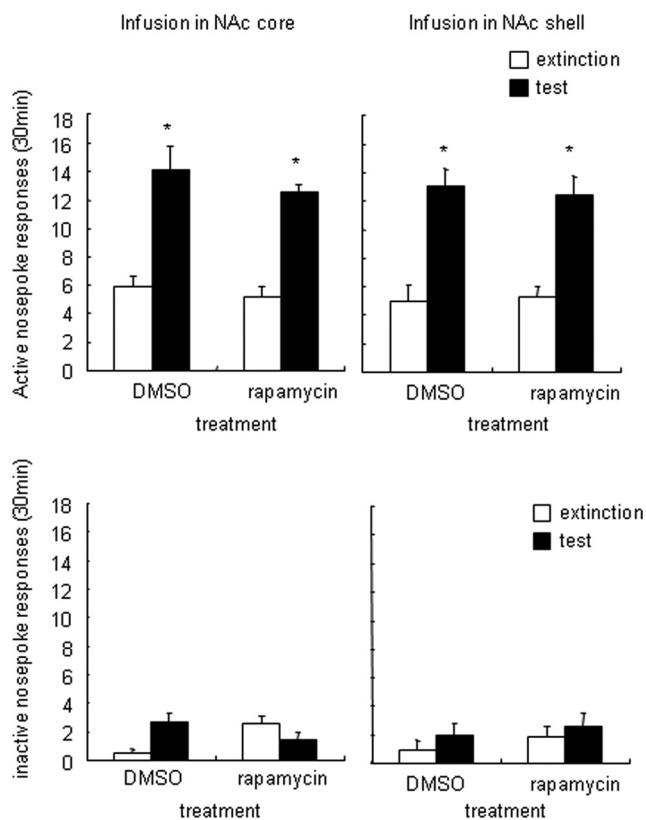 Infusion in NAc core
Infusion in NAc shell
extinction
test
Active nosepoke responses (30min)
18
16
14
12
10
8
6
4
2
0
*
*
*
*
DMSO
rapamycin
DMSO
rapamycin
treatment
treatment
inactive nosepoke responses (30min)
18
16
14
12
10
8
6
4
2
0
extinction
test
DMSO
rapamycin
DMSO
rapamycin
treatment
treatment